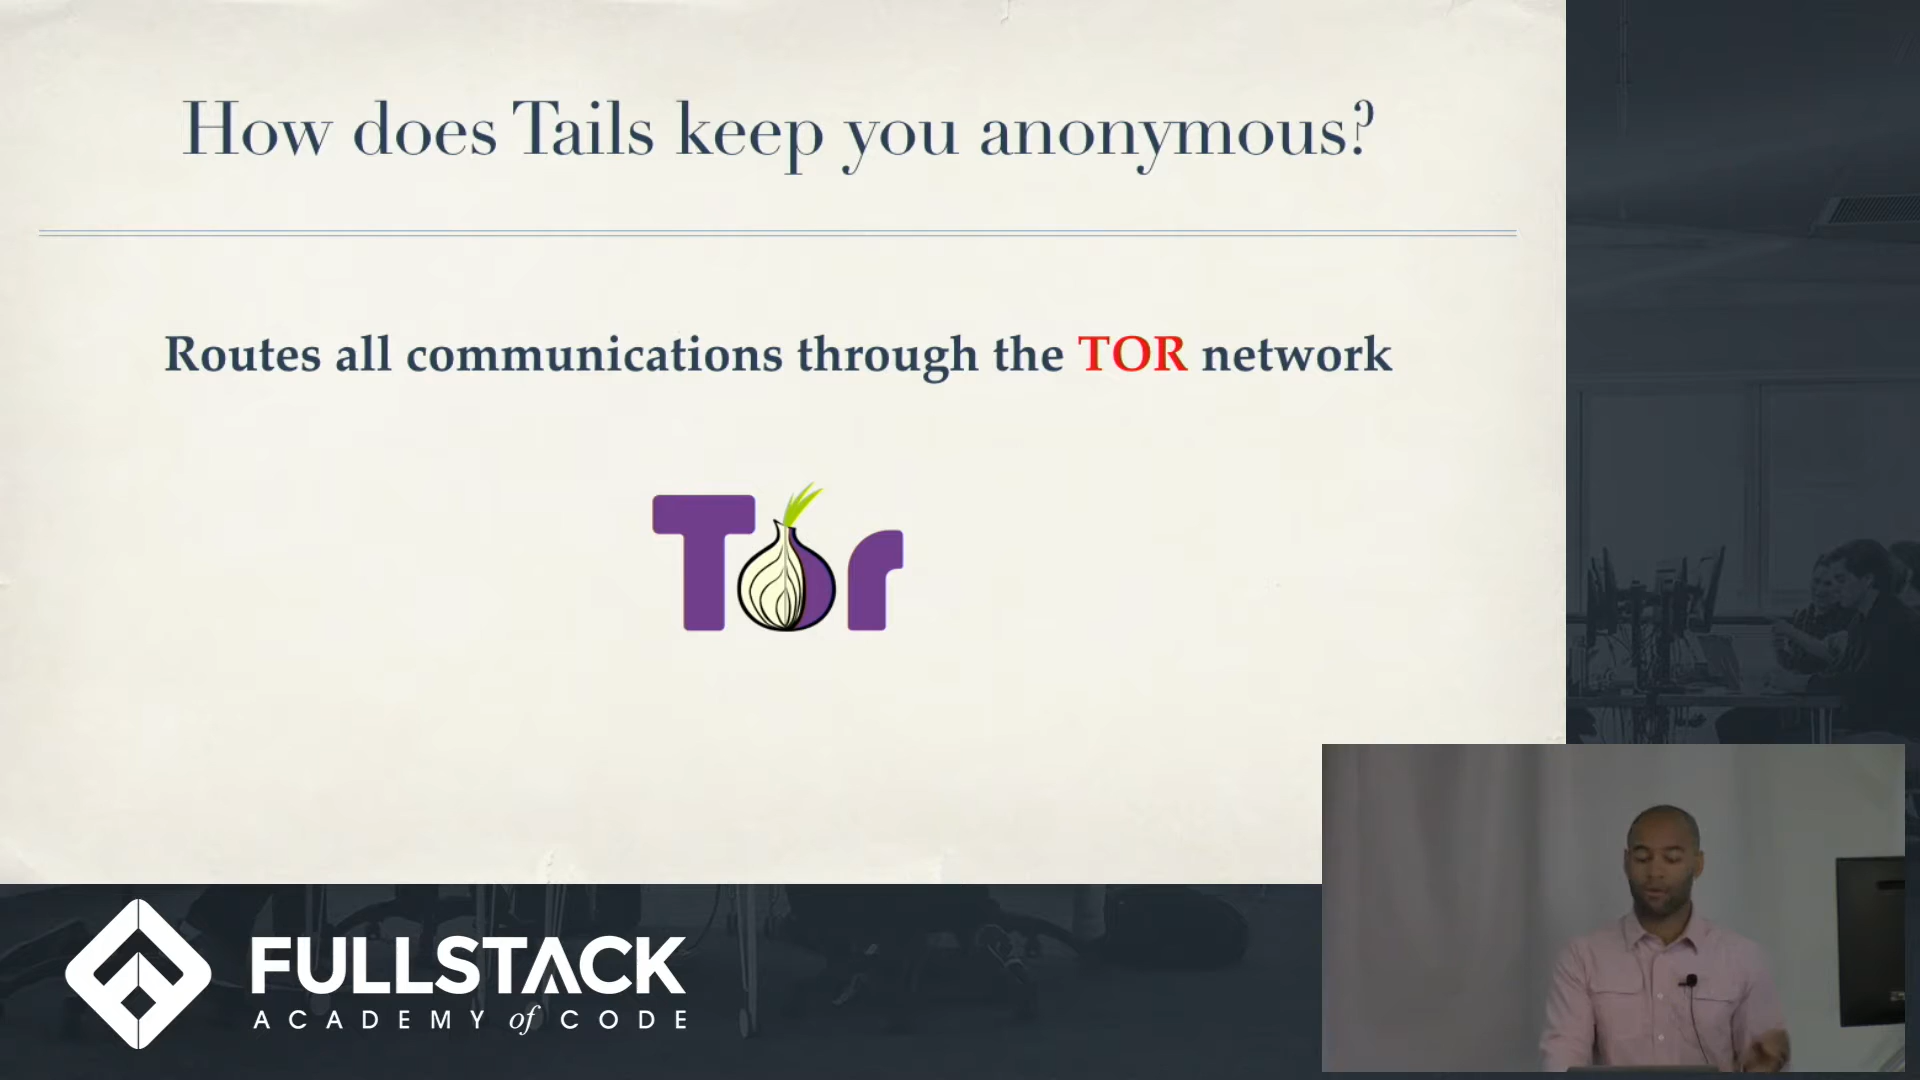 How does Tails keep you anonymous?
Routes all communications through the TOR network
Tor
FULLSTACK
ACADEMY of CODE